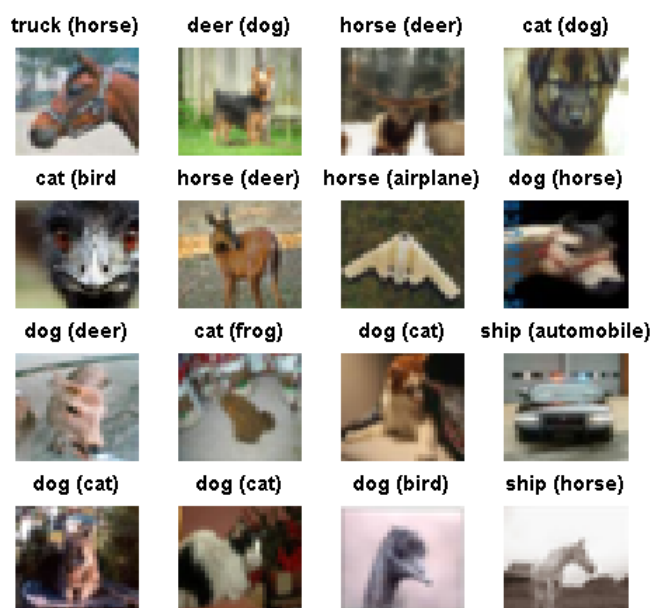 truck (horse) deer (dog) horse (deer) cat (dog)
cat (bird horse (deer) horse (airplane) dog (horse)
dog (deer) cat (frog) dog (cat) ship (automobile)
dog (cat) dog (cat) dog (bird) ship (horse)